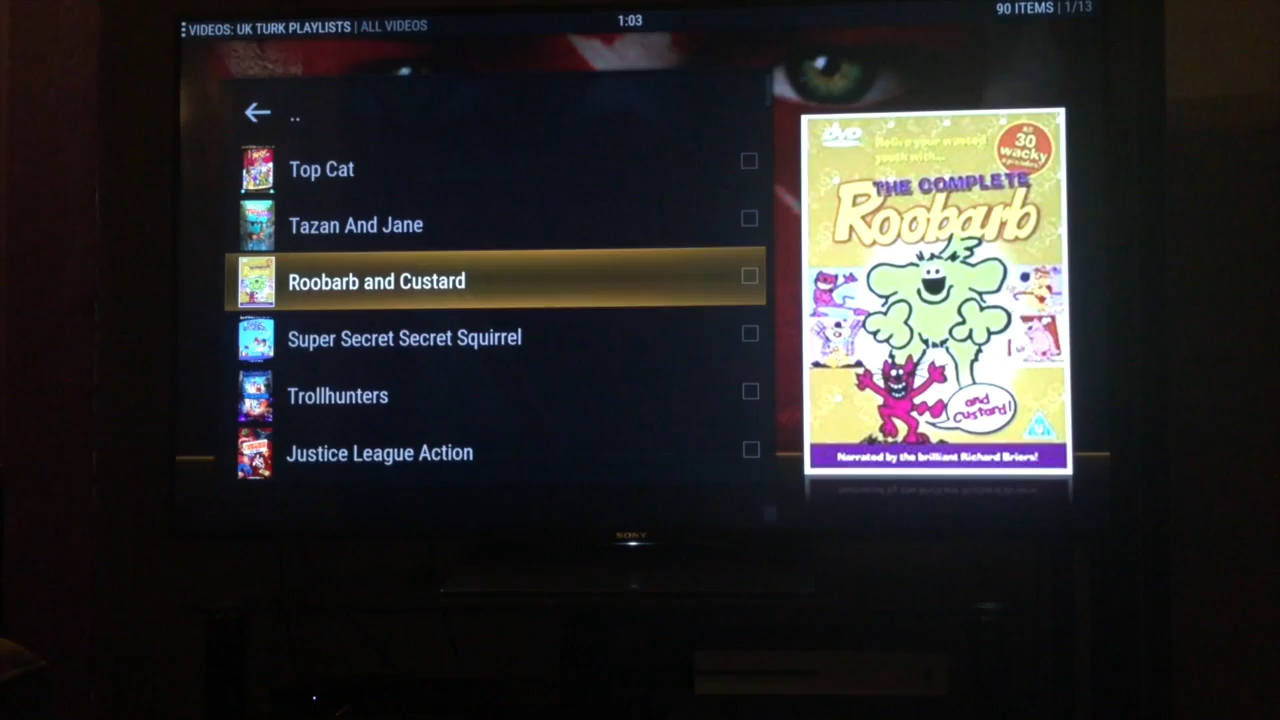 VIDEOS: UK TURK PLAYLISTS | ALL VIDEOS
1:03
90 ITEMS | 1/13
..
Top Cat
Tazan And Jane
Roobarb and Custard
Super Secret Secret Squirrel
Trollhunters
Justice League Action
DVD
Relive your wasted
youth with...
All
30
wacky
episodes!
THE COMPLETE
Roobarb
and
Custard!
Narrated by the brilliant Richard Briers!
SONY